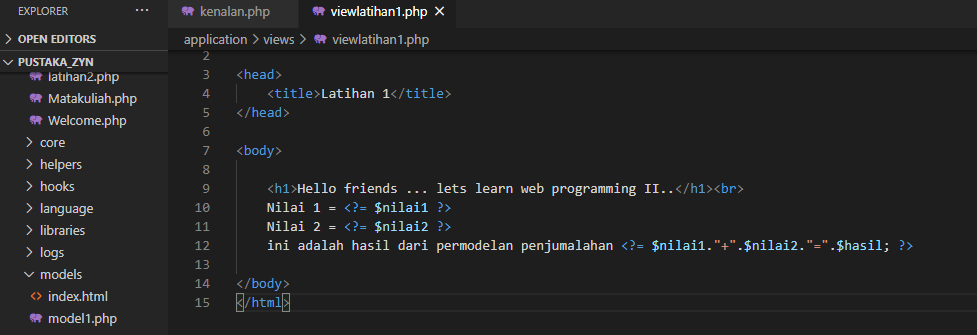 EXPLORER ...
OPEN EDITORS
PUSTAKA_ZYN
latihan2.php
Matakuliah.php
Welcome.php
core
helpers
hooks
language
libraries
logs
models
<> index.html
model1.php
kenalan.php
viewlatihan1.php ×
application > views > viewlatihan1.php
2
3 <head>
4 <title>Latihan 1</title>
5 </head>
6
7 <body>
8
9 <h1>Hello friends ... lets learn web programming II..</h1><br>
10 Nilai 1 = <?= $nilai1 ?>
11 Nilai 2 = <?= $nilai2 ?>
12 ini adalah hasil dari permodelan penjumalahan <?= $nilai1."+".$nilai2."=".$hasil; ?>
13
14 </body>
15 </html>